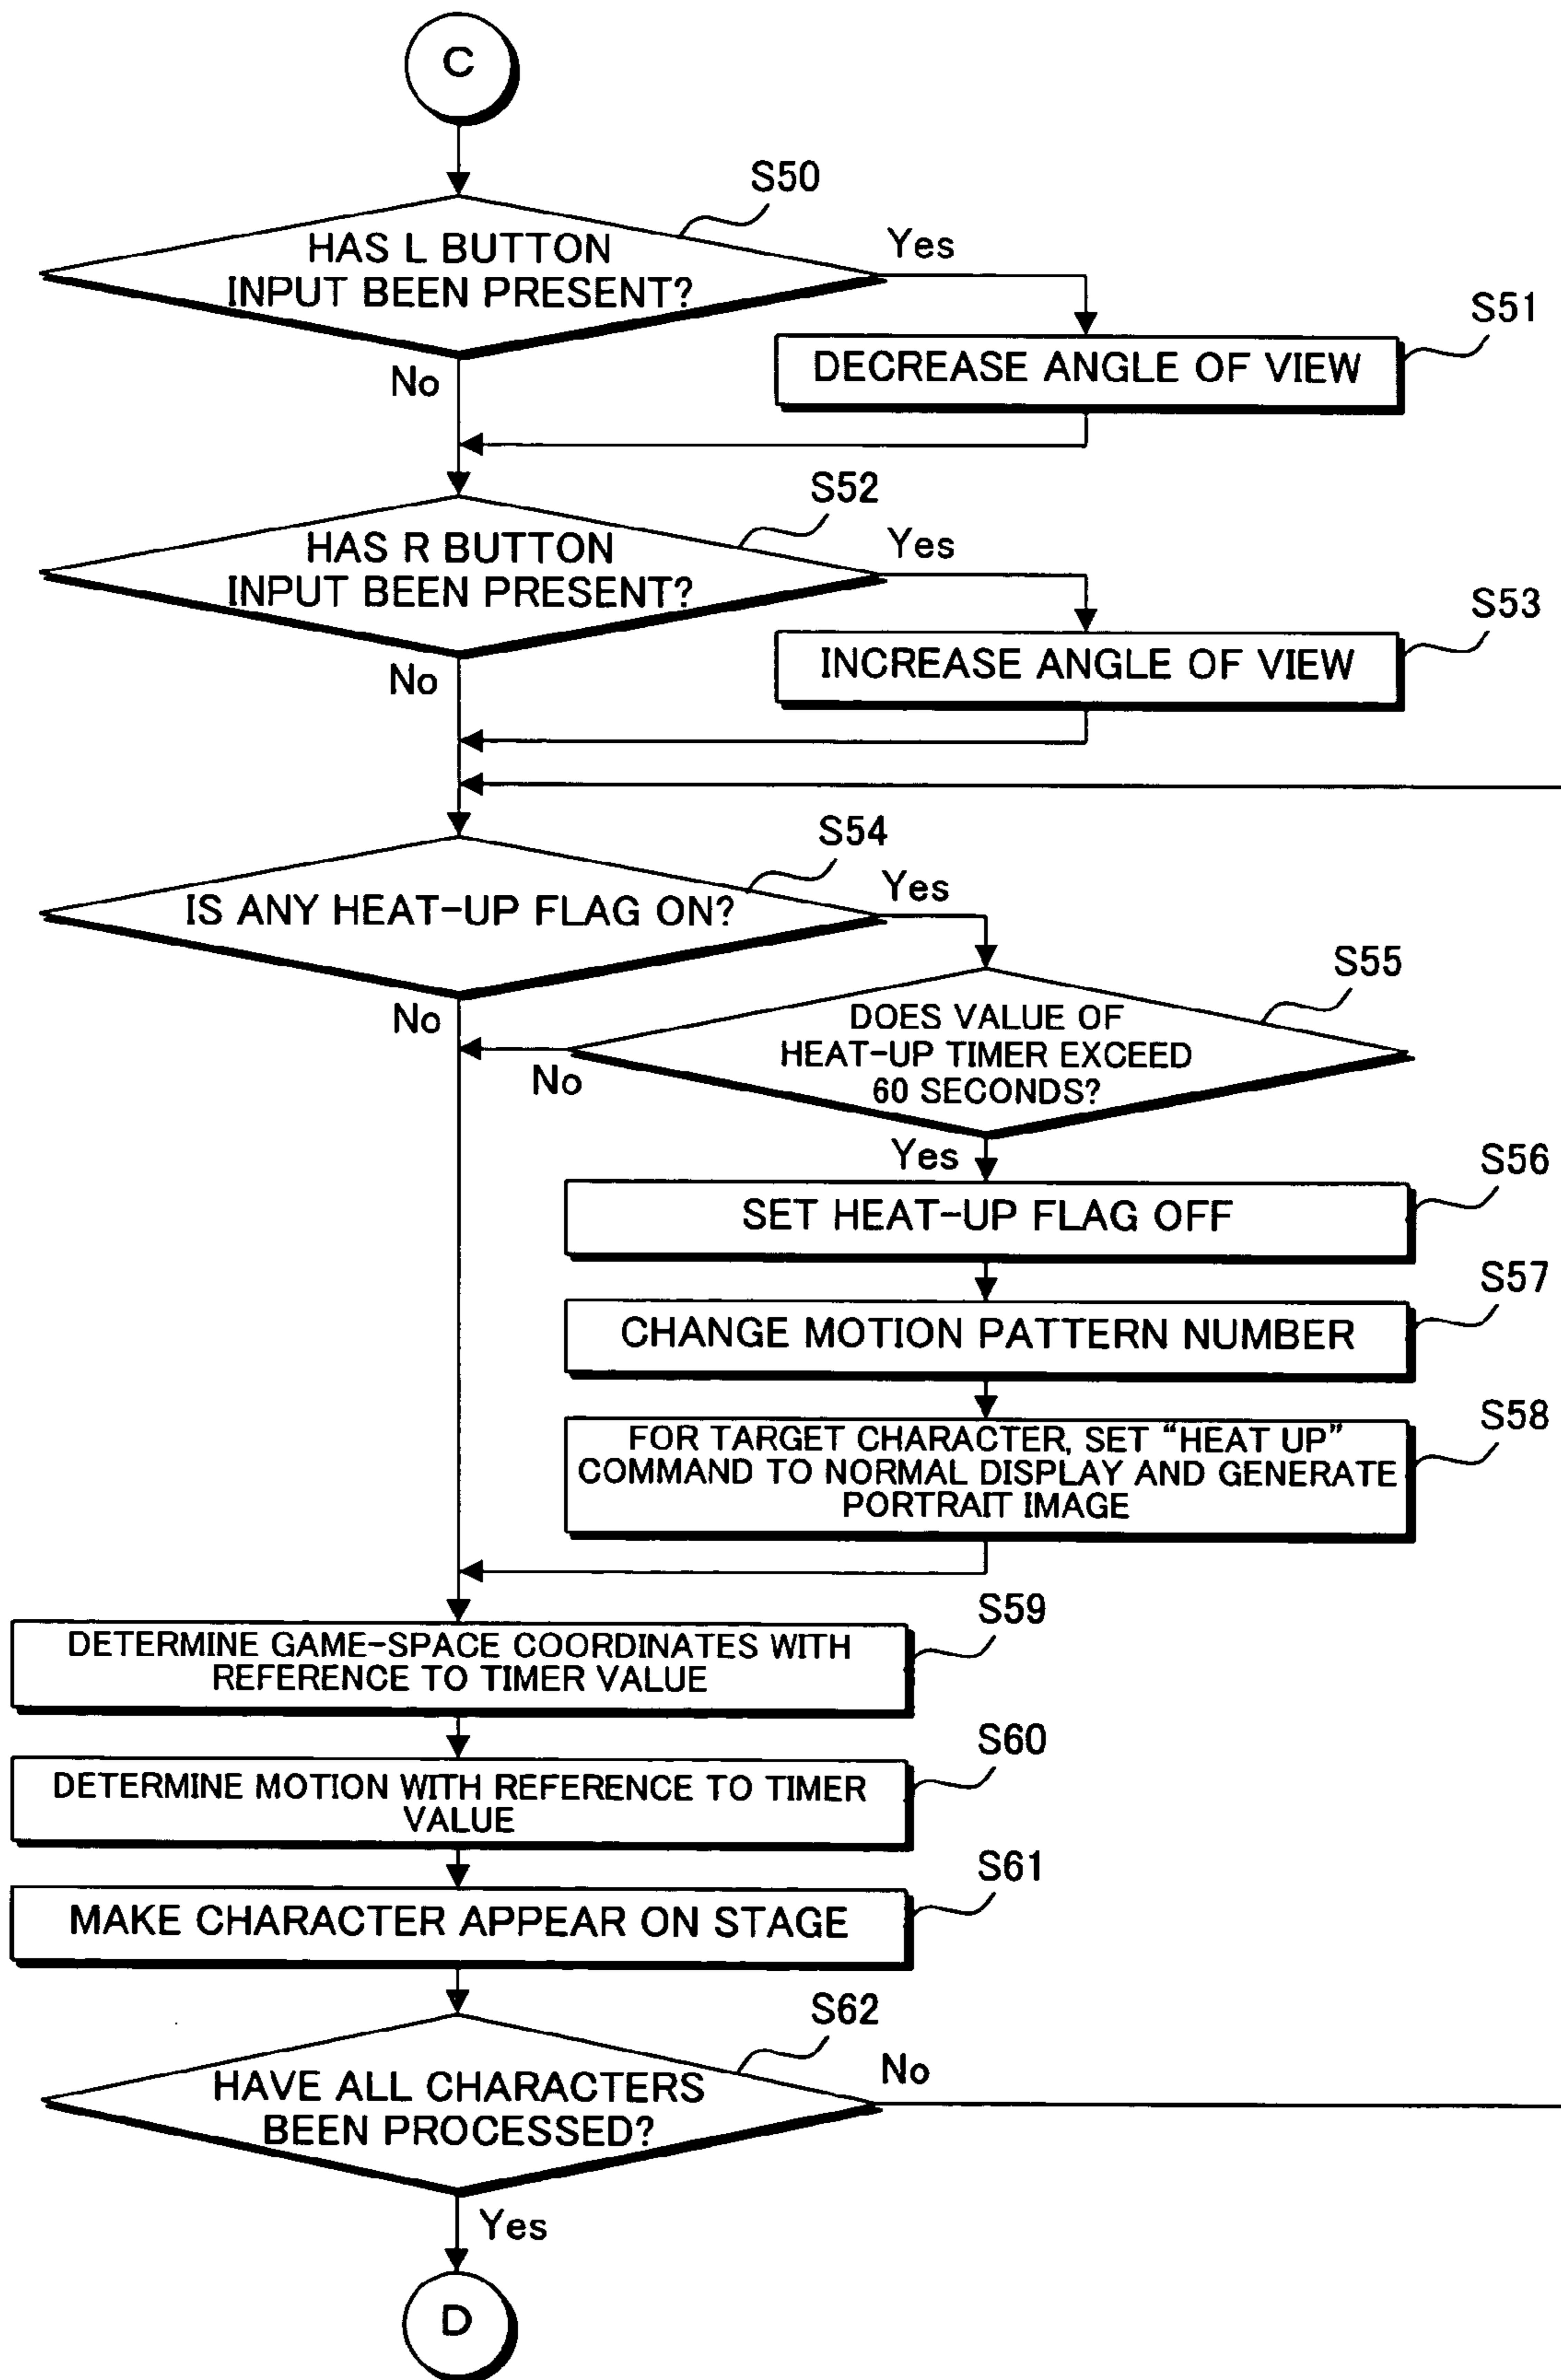 C
S50
HAS L BUTTON
INPUT BEEN PRESENT?
Yes
No
S51
DECREASE ANGLE OF VIEW
S52
HAS R BUTTON
INPUT BEEN PRESENT?
Yes
No
S53
INCREASE ANGLE OF VIEW
S54
IS ANY HEAT-UP FLAG ON?
Yes
No
S55
DOES VALUE OF
HEAT-UP TIMER EXCEED
60 SECONDS?
No
Yes
S56
SET HEAT-UP FLAG OFF
S57
CHANGE MOTION PATTERN NUMBER
S58
FOR TARGET CHARACTER, SET “HEAT UP”
COMMAND TO NORMAL DISPLAY AND GENERATE
PORTRAIT IMAGE
S59
DETERMINE GAME-SPACE COORDINATES WITH
REFERENCE TO TIMER VALUE
S60
DETERMINE MOTION WITH REFERENCE TO TIMER
VALUE
S61
MAKE CHARACTER APPEAR ON STAGE
S62
HAVE ALL CHARACTERS
BEEN PROCESSED?
No
Yes
D